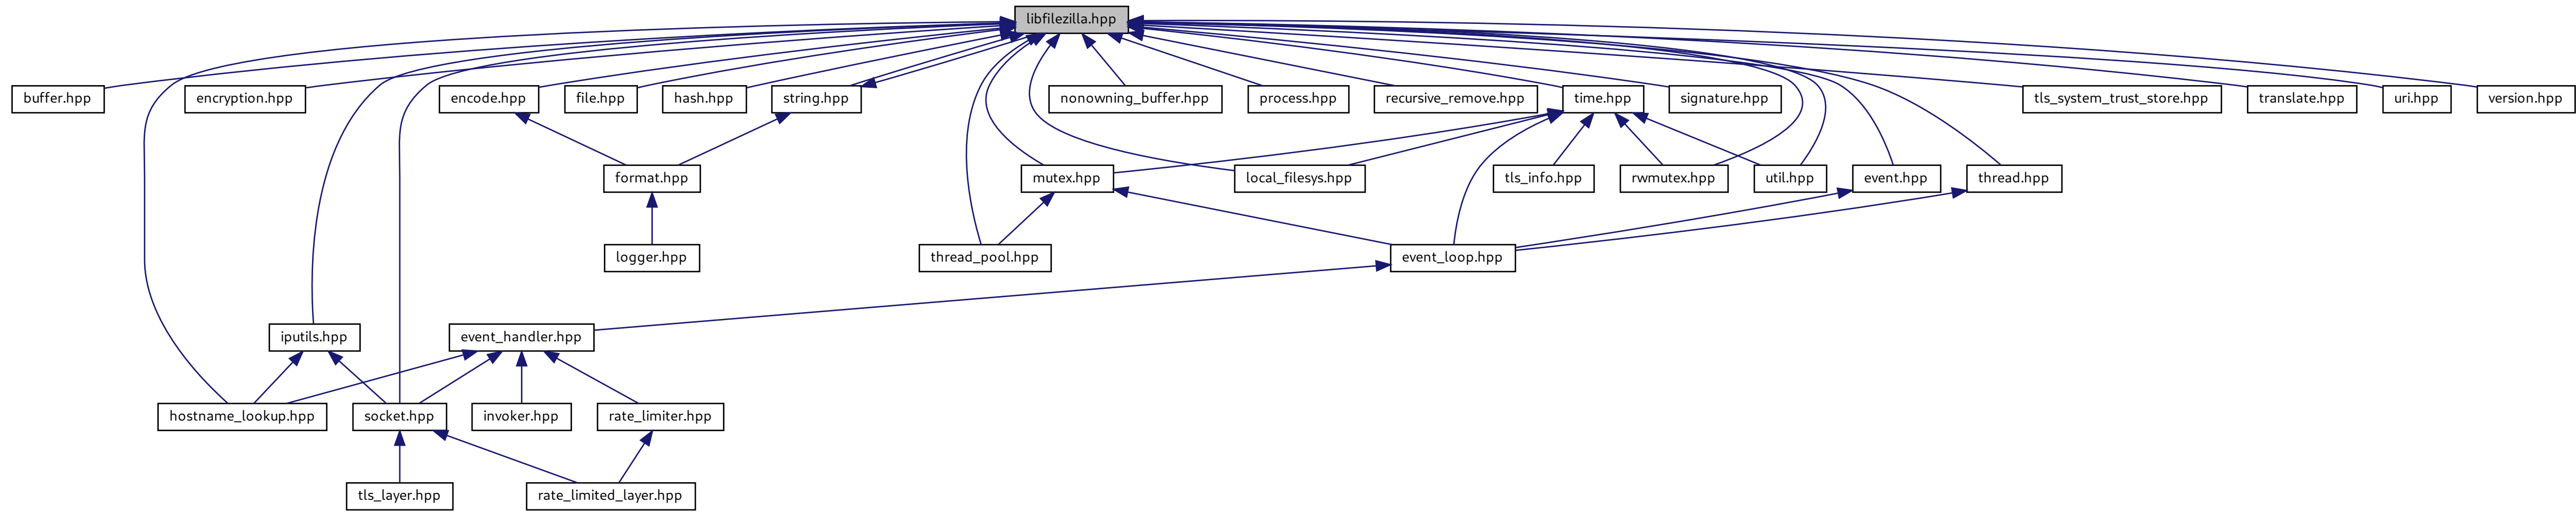 libfilezilla.hpp
buffer.hpp
encryption.hpp
encode.hpp
file.hpp
hash.hpp
string.hpp
nonowning_buffer.hpp
process.hpp
recursive_remove.hpp
time.hpp
signature.hpp
tls_system_trust_store.hpp
translate.hpp
uri.hpp
version.hpp
format.hpp
mutex.hpp
local_filesys.hpp
tls_info.hpp
rwmutex.hpp
util.hpp
event.hpp
thread.hpp
logger.hpp
thread_pool.hpp
event_loop.hpp
iputils.hpp
event_handler.hpp
hostname_lookup.hpp
socket.hpp
invoker.hpp
rate_limiter.hpp
tls_layer.hpp
rate_limited_layer.hpp